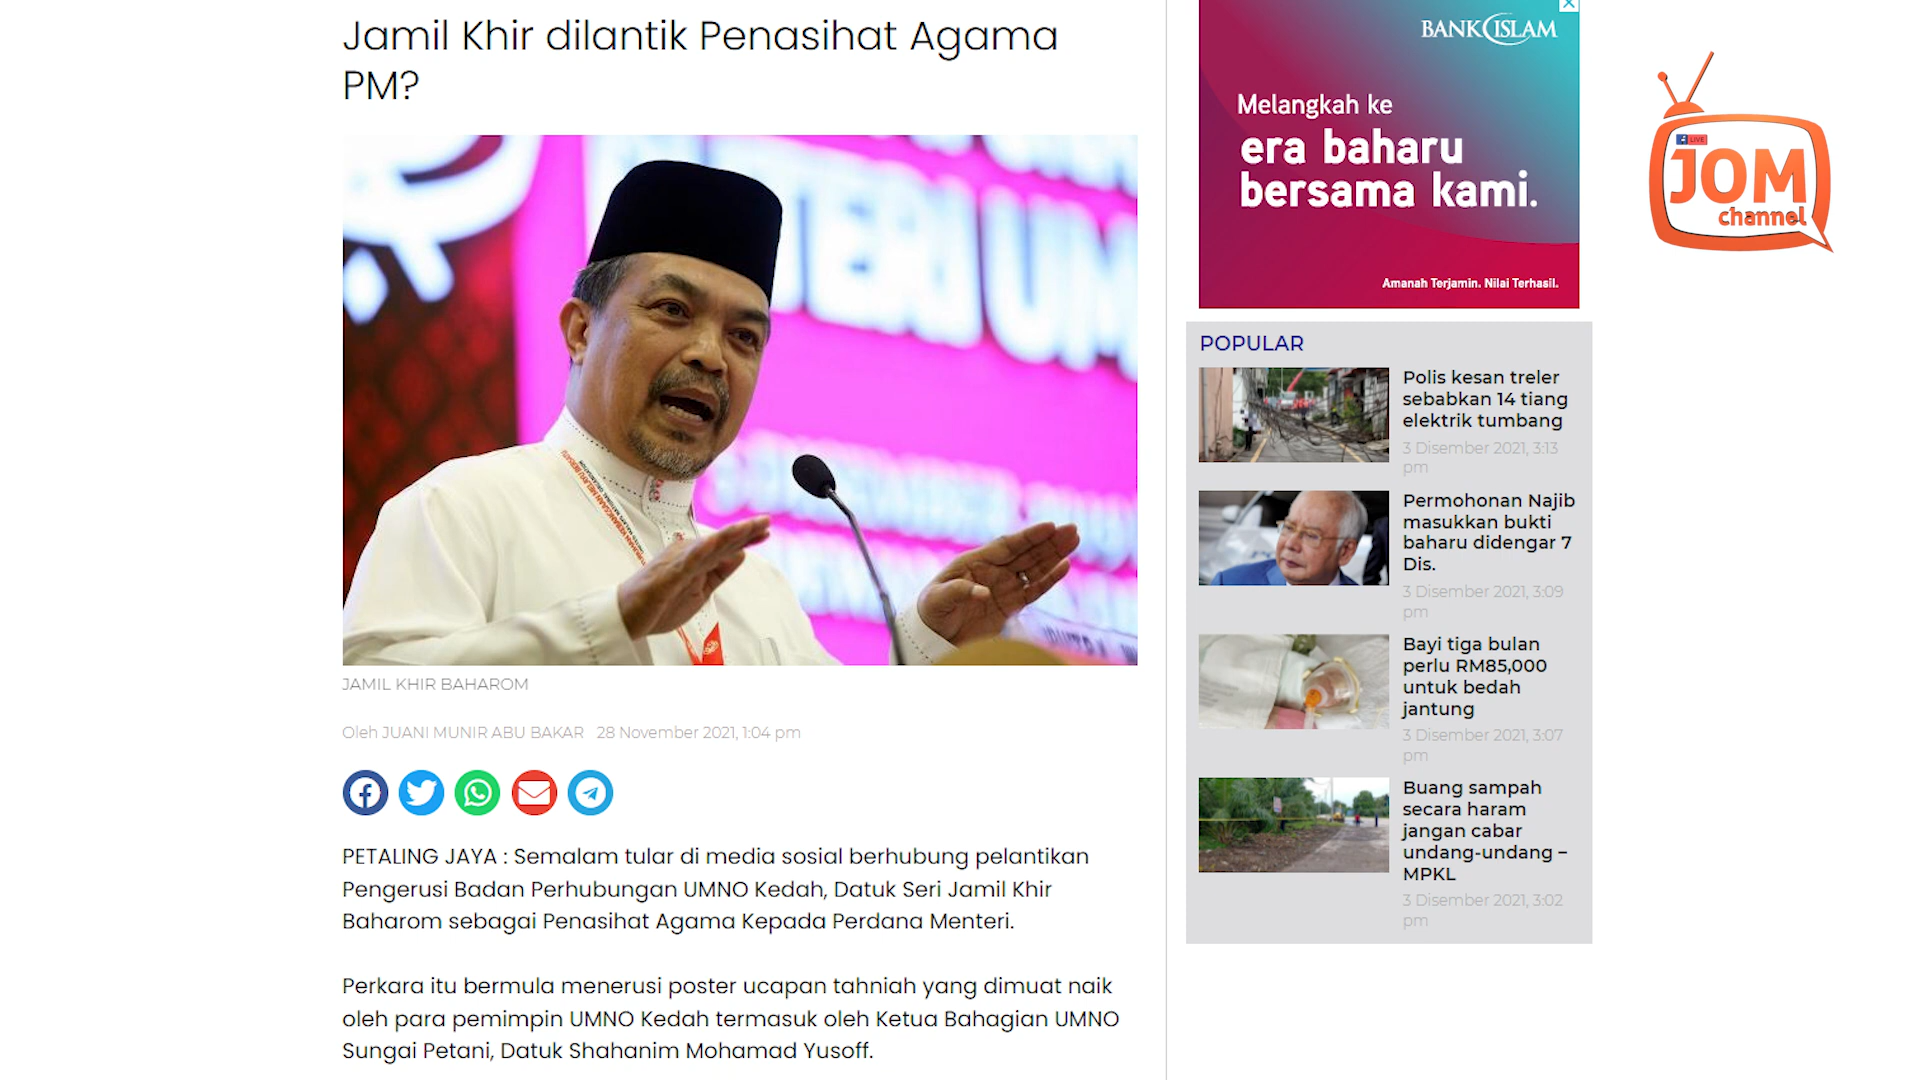 Jamil Khir dilantik Penasihat Agama
PM?
JAMIL KHIR BAHAROM
Oleh JUANI MUNIR ABU BAKAR 28 November 2021, 1:04 pm
PETALING JAYA : Semalam tular di media sosial berhubung pelantikan
Pengerusi Badan Perhubungan UMNO Kedah, Datuk Seri Jamil Khir
Baharom sebagai Penasihat Agama Kepada Perdana Menteri.
Perkara itu bermula menerusi poster ucapan tahniah yang dimuat naik
oleh para pemimpin UMNO Kedah termasuk oleh Ketua Bahagian UMNO
Sungai Petani, Datuk Shahanim Mohamad Yusoff.
BANK ISLAM
Melangkah ke
era baharu
bersama kami.
Amanah Terjamin. Nilai Terhasil.
POPULAR
Polis kesan treler
sebabkan 14 tiang
elektrik tumbang
3 Disember 2021, 3:13
pm
Permohonan Najib
masukkan bukti
baharu didengar 7
Dis.
3 Disember 2021, 3:09
pm
Bayi tiga bulan
perlu RM85,000
untuk bedah
jantung
3 Disember 2021, 3:07
pm
Buang sampah
secara haram
jangan cabar
undang-undang –
MPKL
3 Disember 2021, 3:02
pm
LIVE
JOM
channel